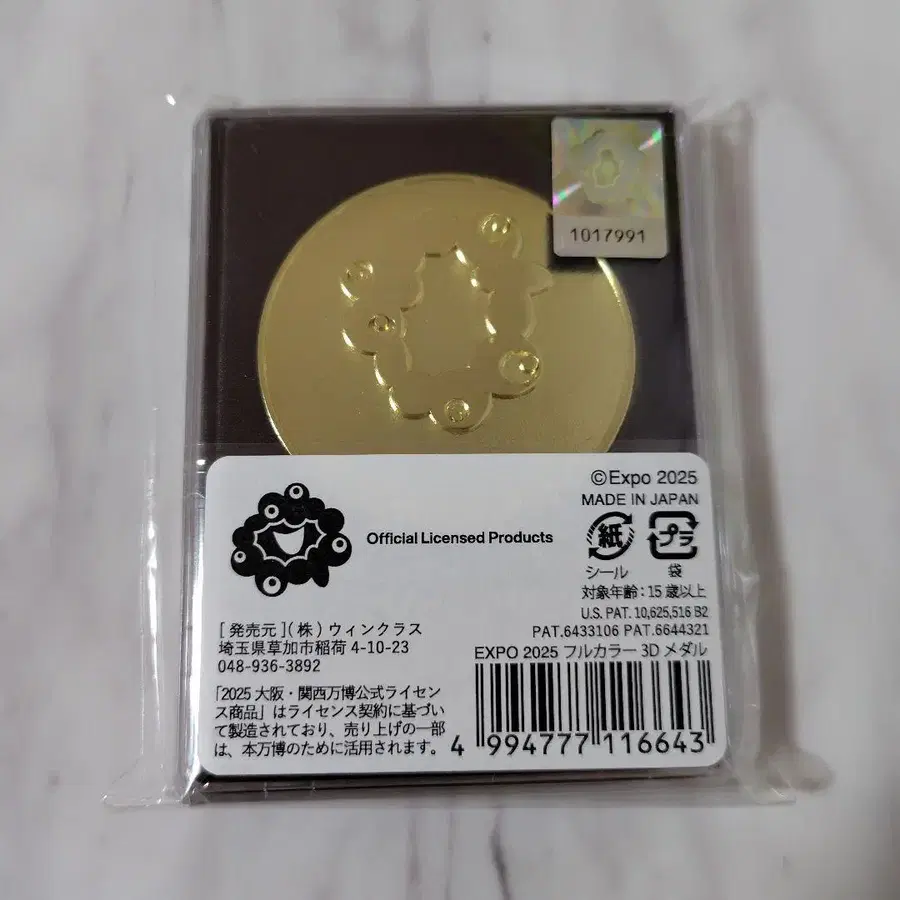 1017991
©Expo 2025
MADE IN JAPAN
Official Licensed Products
紙 プラ
シール 袋
対象年齢：15 歳以上
U.S. PAT. 10,625,516 B2
PAT.6433106 PAT.6644321
EXPO 2025 フルカラー 3D メダル
[ 発売元 ](株) ウィンクラス
埼玉県草加市稲荷 4-10-23
048-936-3892
「2025 大阪・関西万博公式ライセン
ス商品」はライセンス契約に基づい
て製造されており、売り上げの一部
は、本万博のために活用されます。
4 994777 116643